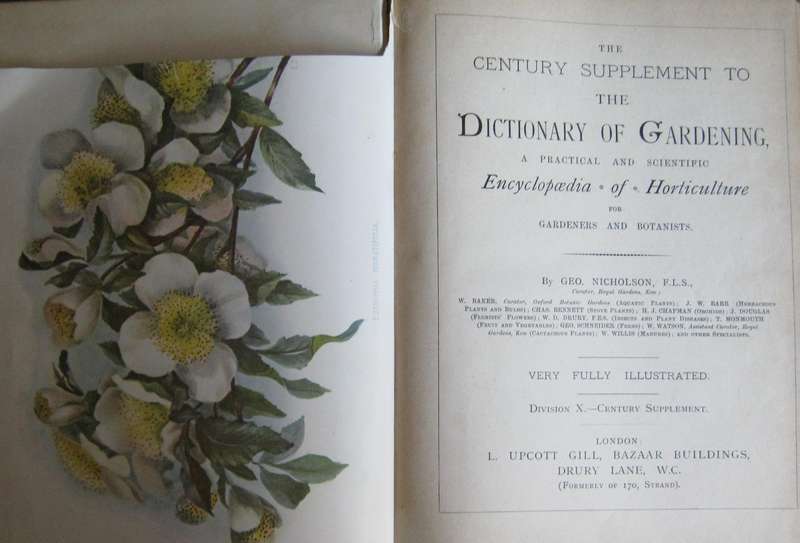 THE
CENTURY SUPPLEMENT TO
THE
DICTIONARY OF GARDENING,
A PRACTICAL AND SCIENTIFIC
Encyclopædia • of • Horticulture
FOR
GARDENERS AND BOTANISTS.
BY GEO. NICHOLSON, F.L.S.,
Curator, Royal Gardens, Kew;
W. BAKER, Curator, Oxford Botanic Gardens (AQUATIC PLANTS); J. W. BARR (HERBACEOUS
PLANTS AND BULBS); CHAS. BENNETT (STOVE PLANTS); H. J. CHAPMAN (ORCHIDS); J. DOUGLAS
(FLORISTS' FLOWERS); W. D. DRURY, F.E.S. (INSECTS AND PLANT DISEASES); T. MONMOUTH
(FRUITS AND VEGETABLES); GEO. SCHNEIDER (FERNS); W. WATSON, Assistant Curator, Royal
Gardens, Kew (CACTACEOUS PLANTS); W. WILLIS (MANURES); AND OTHER SPECIALISTS.
VERY FULLY ILLUSTRATED.
DIVISION X.—CENTURY SUPPLEMENT.
LONDON:
L. UPCOTT GILL, BAZAAR BUILDINGS,
DRURY LANE, W.C.
(FORMERLY OF 170, STRAND).